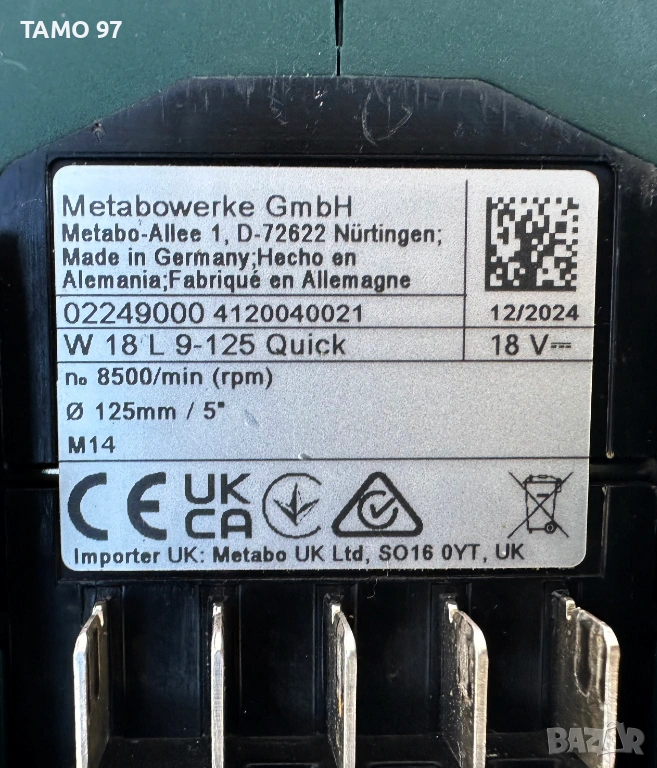 TAMO 97
Metabowerke GmbH
Metabo-Allee 1, D-72622 Nürtingen;
Made in Germany;Hecho en
Alemania;Fabriqué en Allemagne
02249000 4120040021
12/2024
W 18 L 9-125 Quick
18 V⎓
n₀ 8500/min (rpm)
Ø 125mm / 5"
M14
CE UK CA
Importer UK: Metabo UK Ltd, SO16 0YT, UK
BAZAR